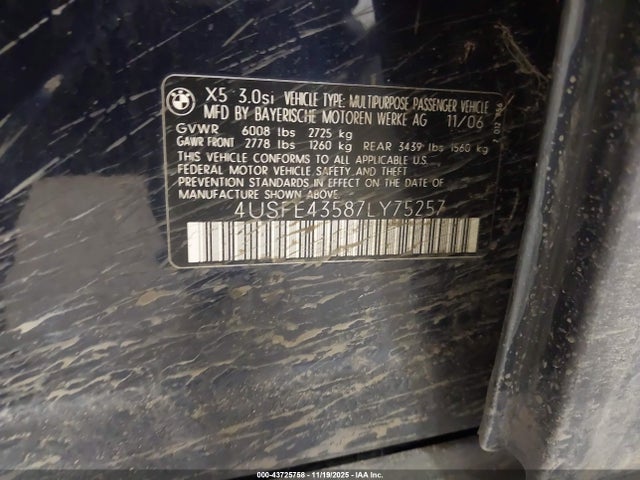 X5 3.0si VEHICLE TYPE: MULTIPURPOSE PASSENGER VEHICLE
MFD BY BAYERISCHE MOTOREN WERKE AG 11/06
GVWR 6008 lbs 2725 kg
GAWR FRONT 2778 lbs 1260 kg REAR 3439 lbs 1560 kg
THIS VEHICLE CONFORMS TO ALL APPLICABLE U.S.
FEDERAL MOTOR VEHICLE SAFETY AND THEFT
PREVENTION STANDARDS IN EFFECT ON THE DATE OF
MANUFACTURE SHOWN ABOVE.
4USFE43587LY75257
000-43725758 - 11/19/2025 - IAAI Inc.